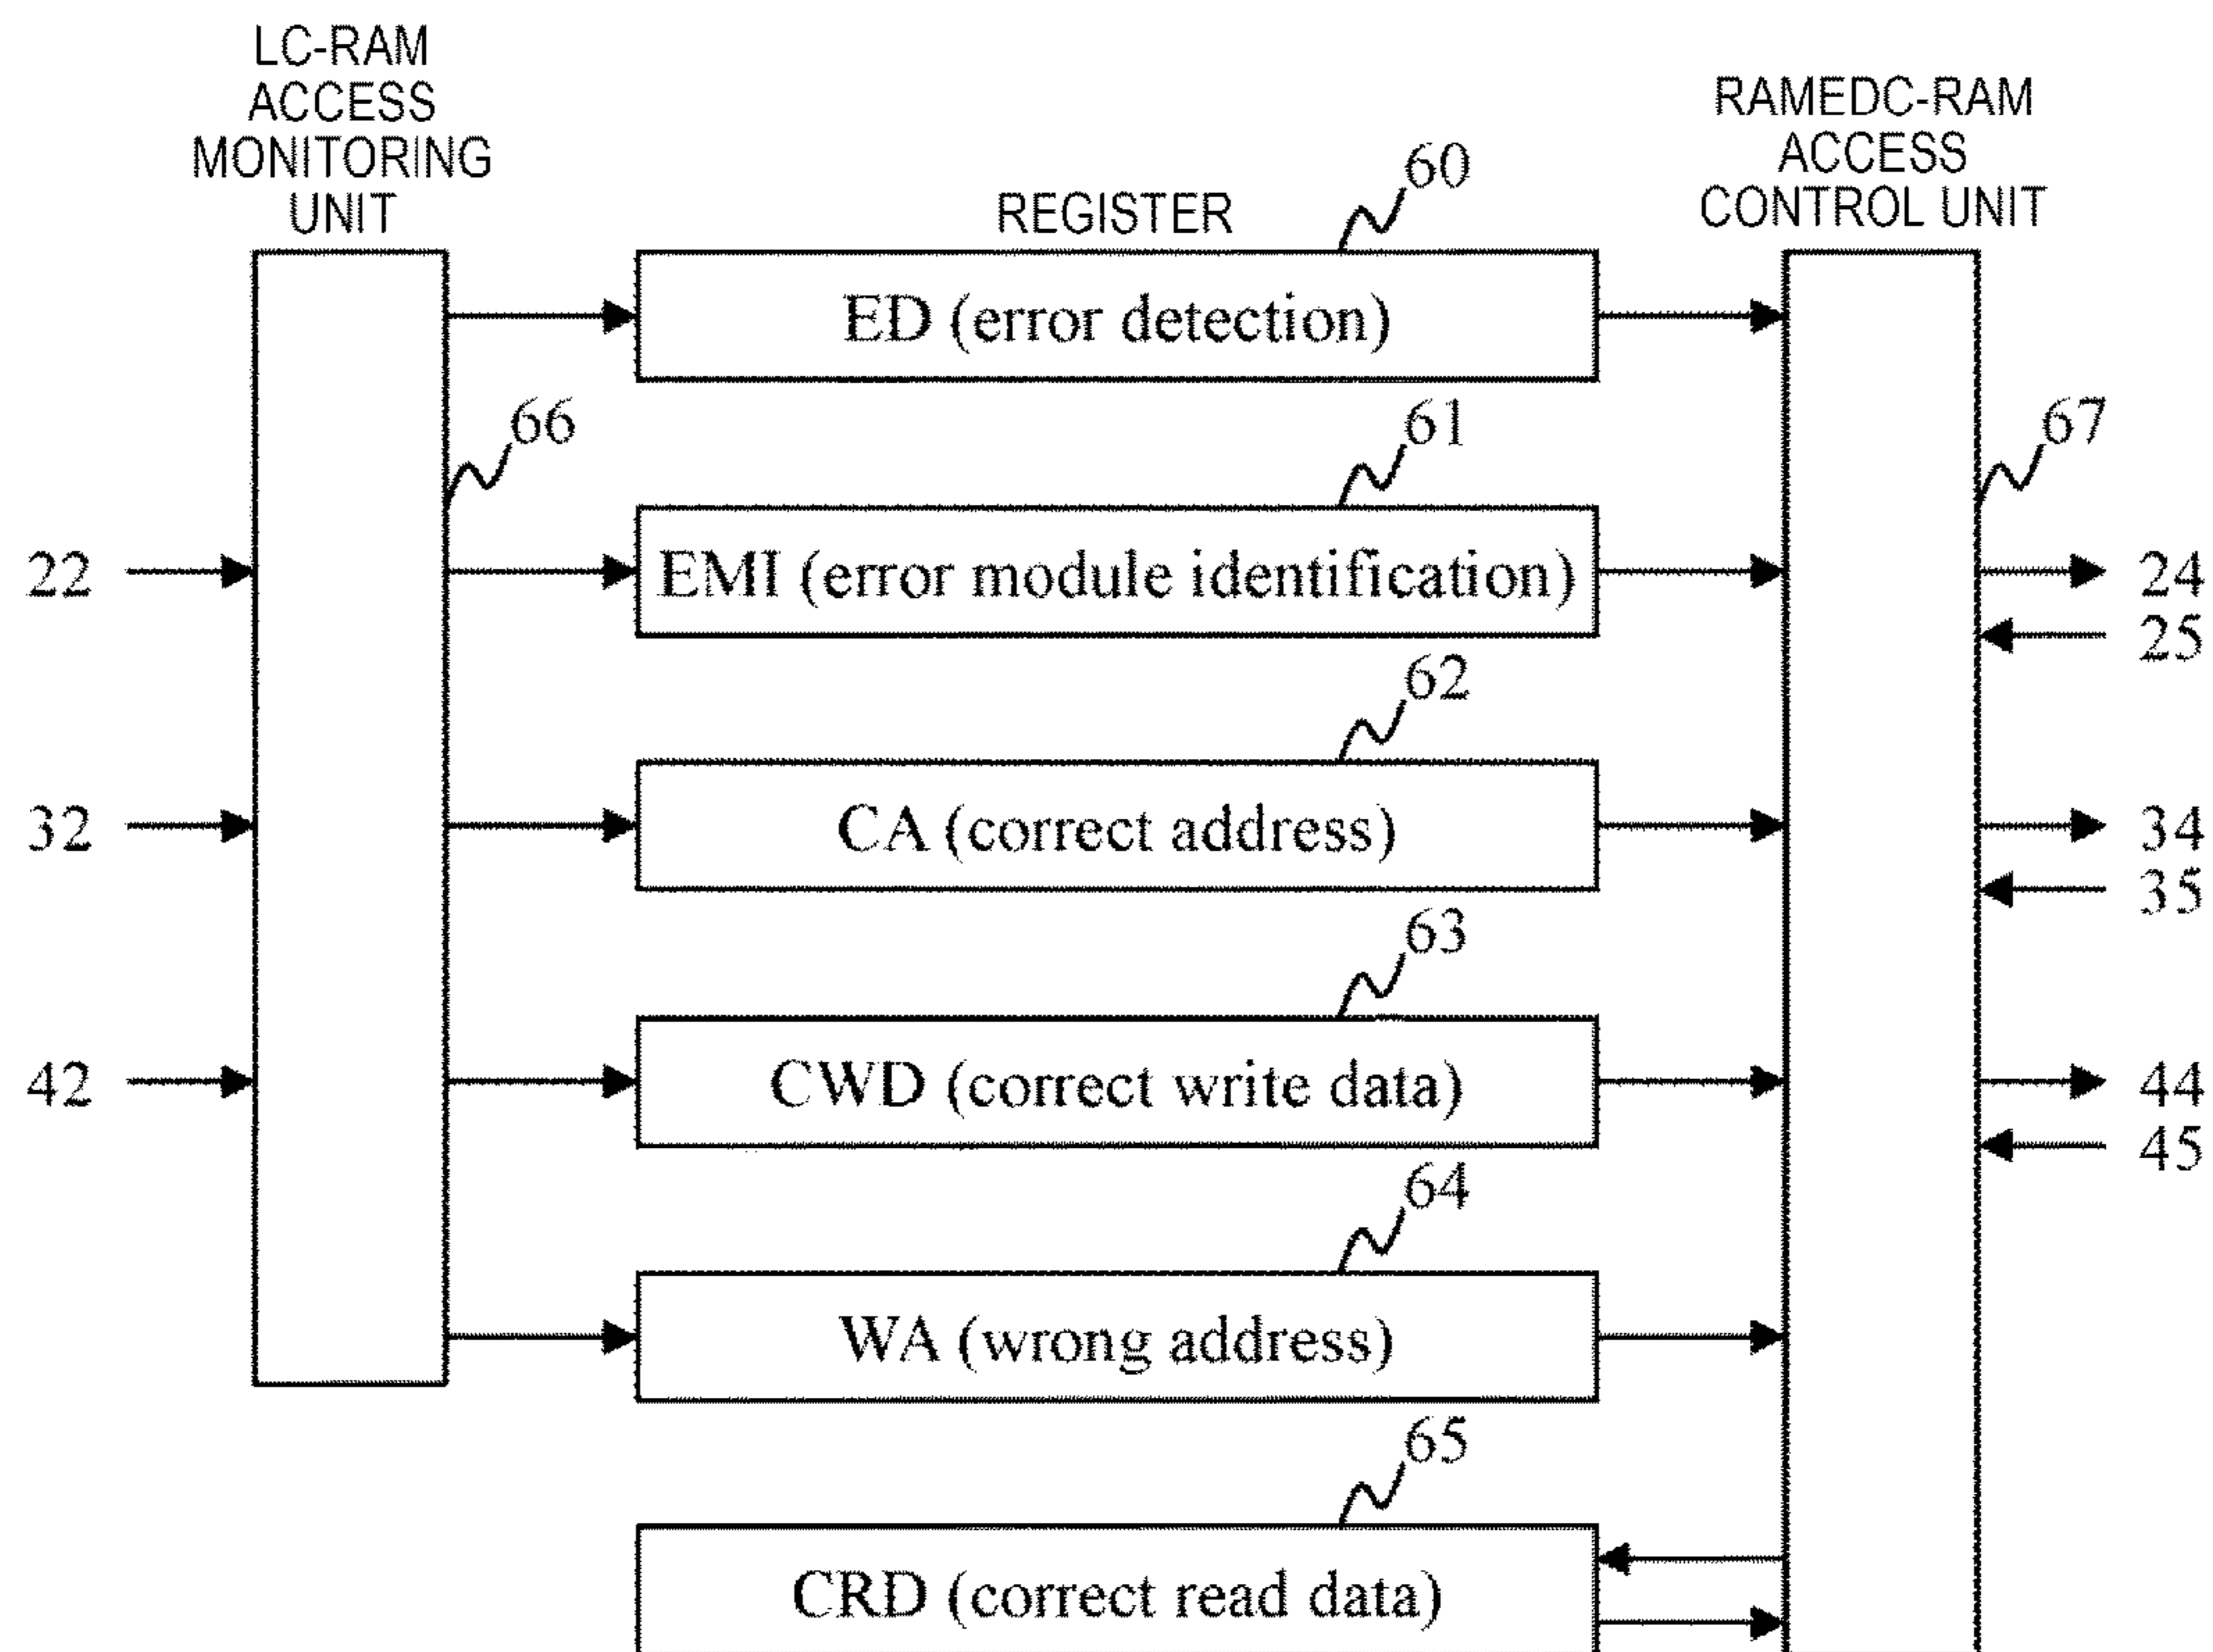 LC-RAM
ACCESS
MONITORING
UNIT
REGISTER
RAMEDC-RAM
ACCESS
CONTROL UNIT
60
ED (error detection)
66
61
67
22
EMI (error module identification)
24
25
62
32
CA (correct address)
34
35
63
42
CWD (correct write data)
44
45
64
WA (wrong address)
65
CRD (correct read data)